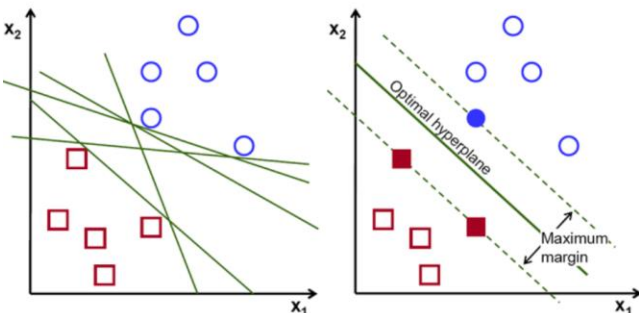 x₂
x₁
x₂
Optimal hyperplane
Maximum
margin
x₁